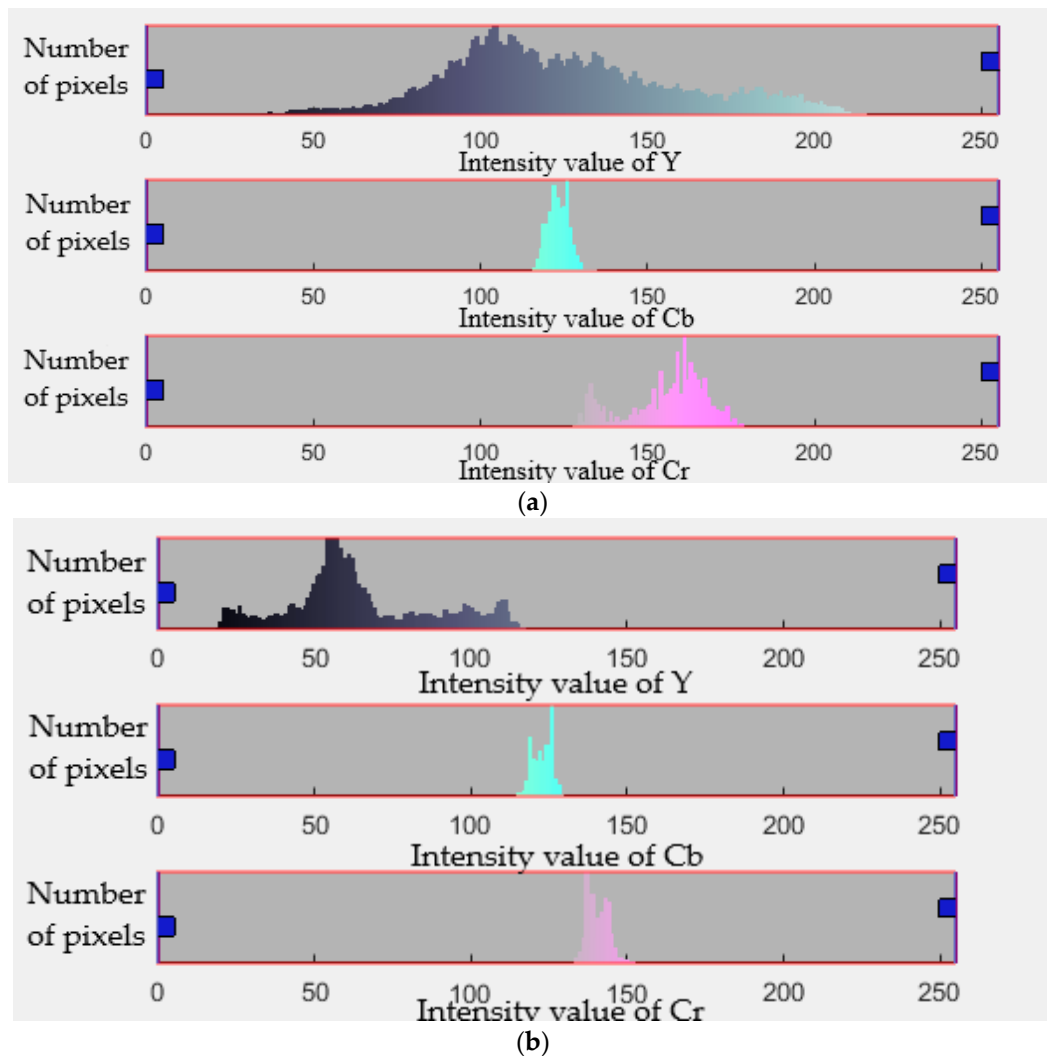 Number
of pixels
0 50 100 150 200 250
Intensity value of Y
Number
of pixels
0 50 100 150 200 250
Intensity value of Cb
Number
of pixels
0 50 100 150 200 250
Intensity value of Cr
(a)
Number
of pixels
0 50 100 150 200 250
Intensity value of Y
Number
of pixels
0 50 100 150 200 250
Intensity value of Cb
Number
of pixels
0 50 100 150 200 250
Intensity value of Cr
(b)